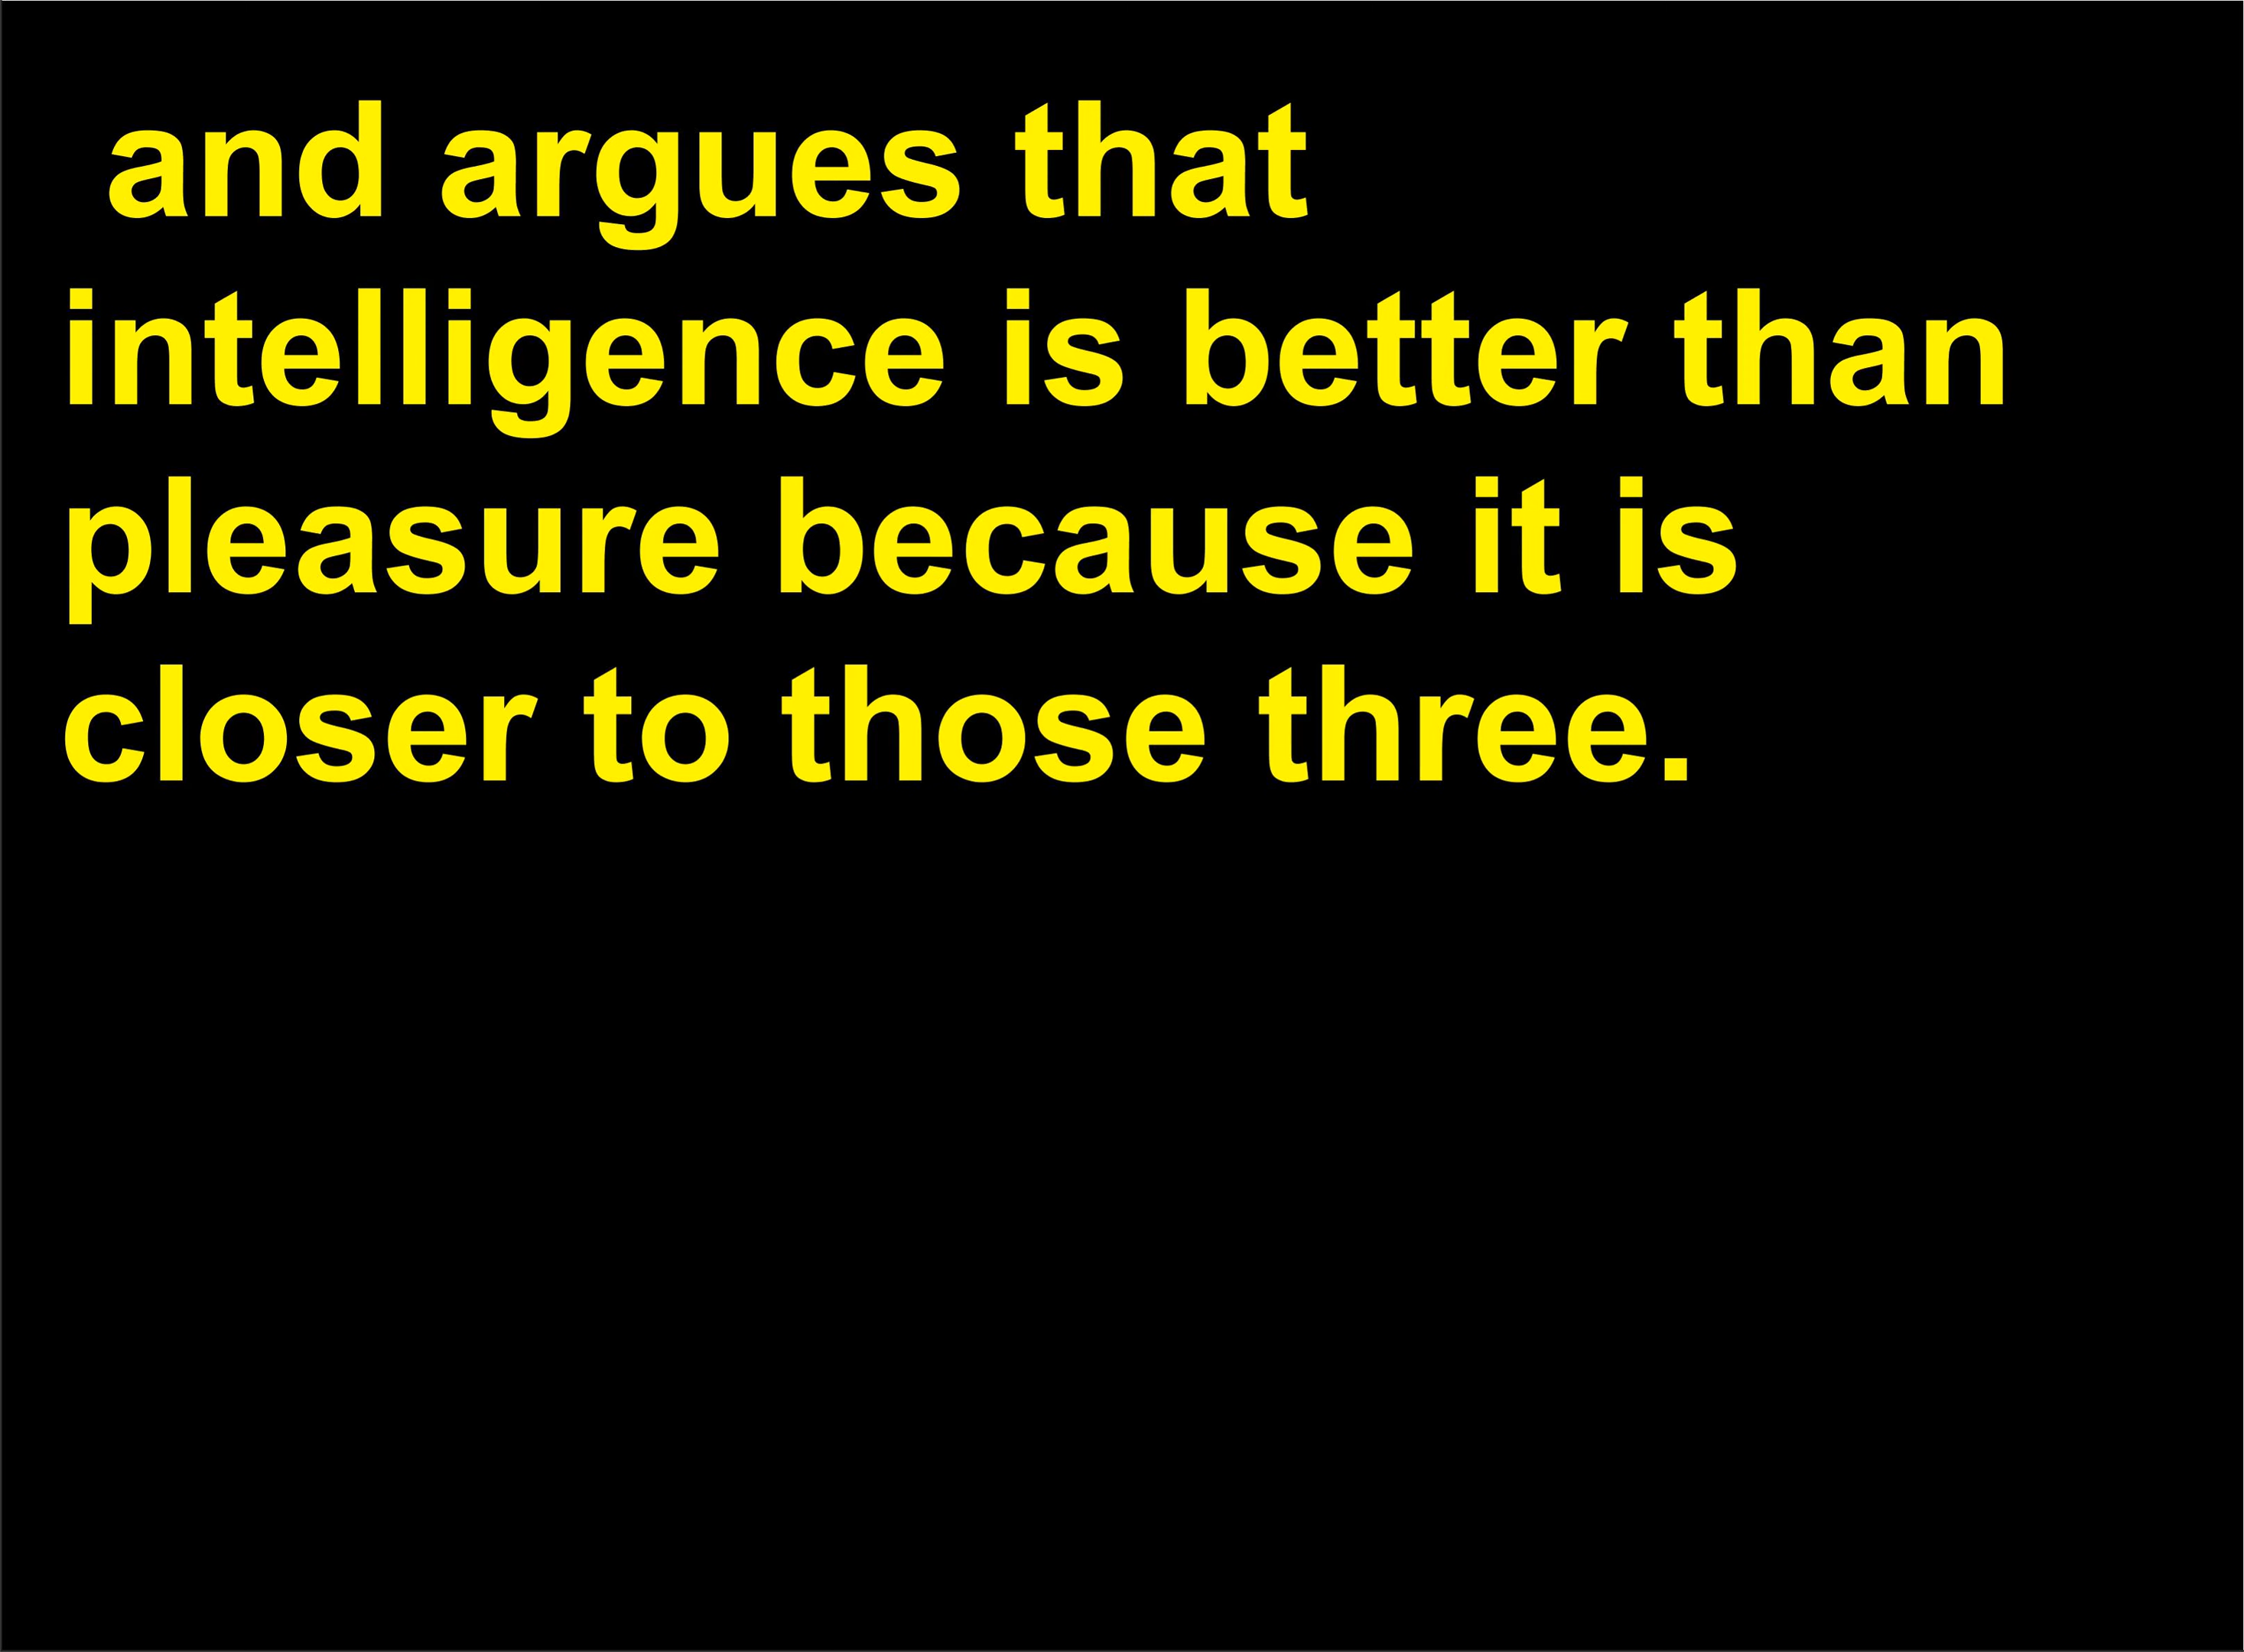 and argues that
intelligence is better than
pleasure because it is
closer to those three.